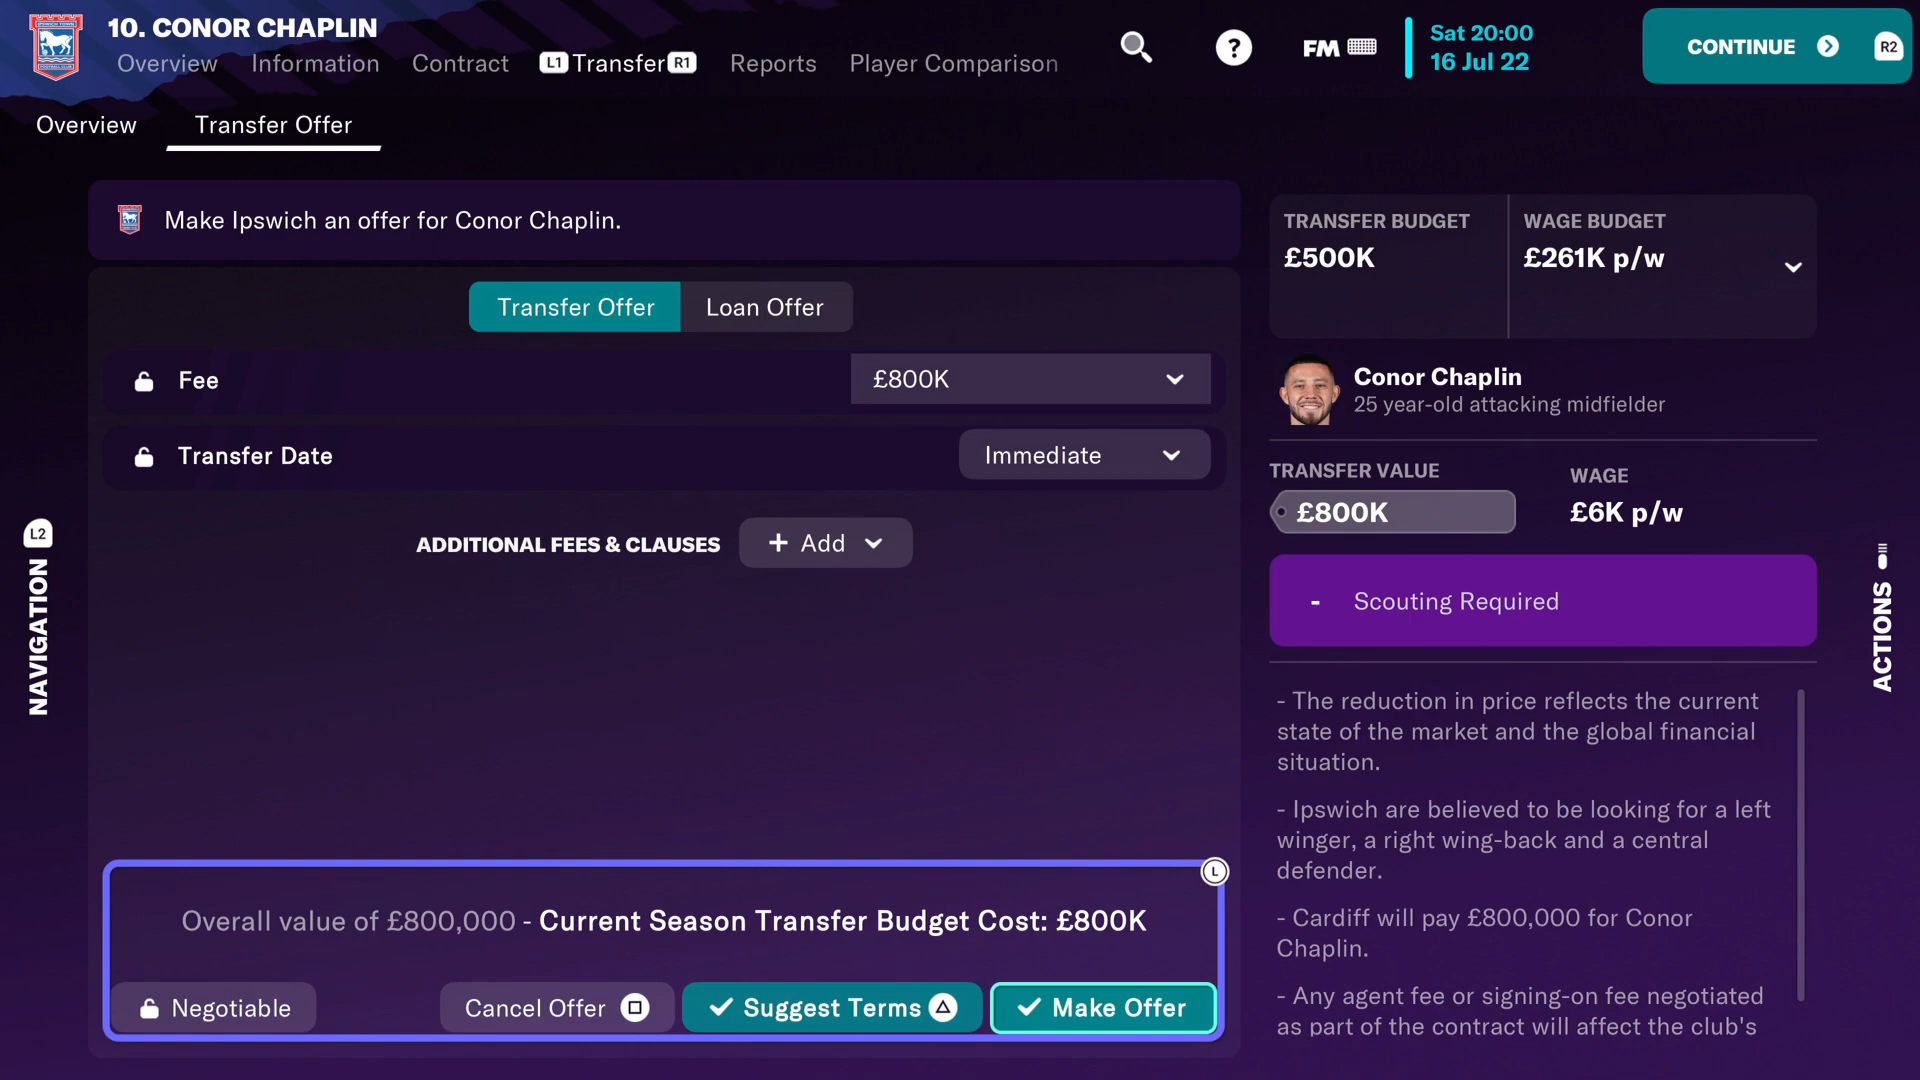 10. CONOR CHAPLIN
Overview Information Contract L1 Transfer R1 Reports Player Comparison
? FM Sat 20:00
16 Jul 22
CONTINUE R2
Overview Transfer Offer
Make Ipswich an offer for Conor Chaplin.
Transfer Offer Loan Offer
Fee £800K
Transfer Date Immediate
ADDITIONAL FEES & CLAUSES + Add
Overall value of £800,000 - Current Season Transfer Budget Cost: £800K
L
Negotiable Cancel Offer Suggest Terms Make Offer
L2
NAVIGATION
TRANSFER BUDGET WAGE BUDGET
£500K £261K p/w
Conor Chaplin
25 year-old attacking midfielder
TRANSFER VALUE WAGE
£800K £6K p/w
- Scouting Required
- The reduction in price reflects the current
state of the market and the global financial
situation.
- Ipswich are believed to be looking for a left
winger, a right wing-back and a central
defender.
- Cardiff will pay £800,000 for Conor
Chaplin.
- Any agent fee or signing-on fee negotiated
as part of the contract will affect the club's
ACTIONS